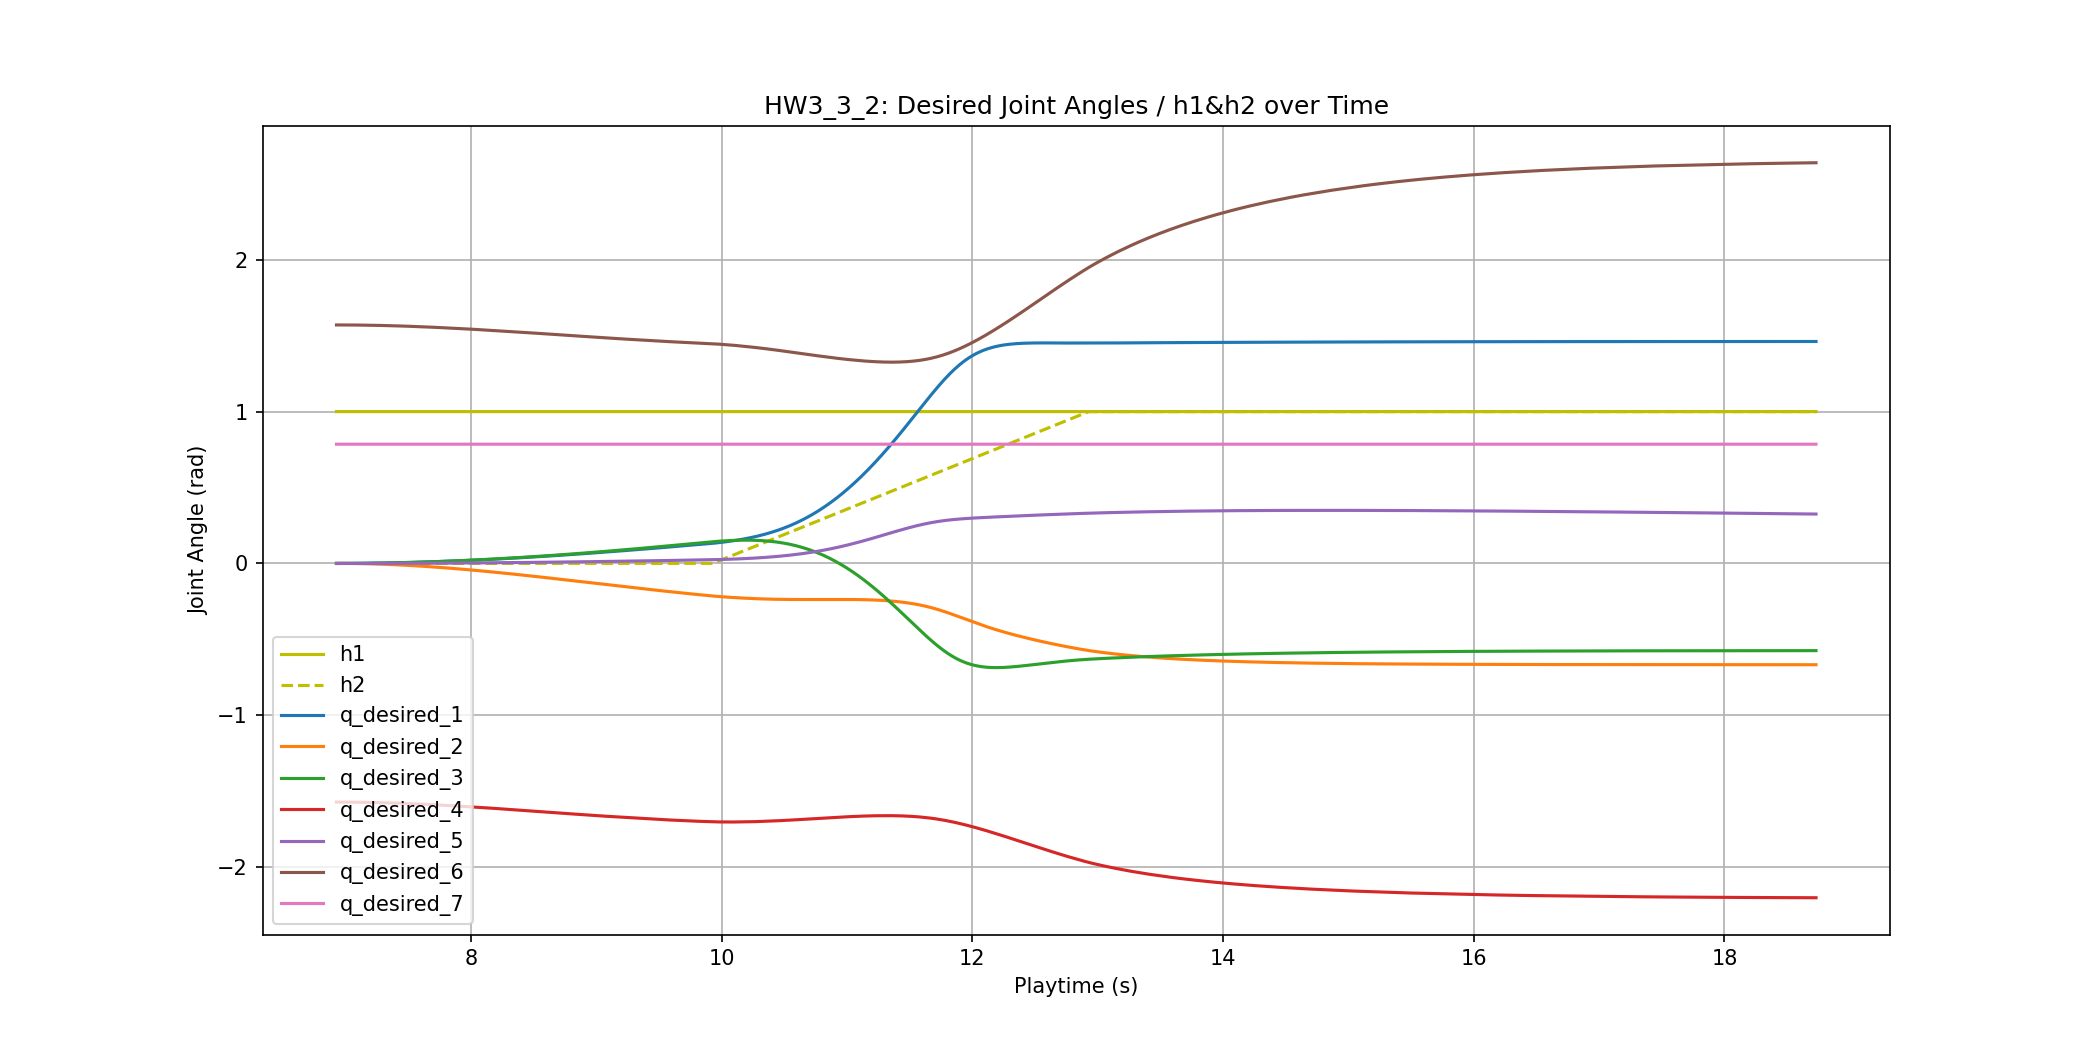 HW3_3_2: Desired Joint Angles / h1&h2 over Time
Joint Angle (rad)
2
1
0
−1
−2
h1
h2
q_desired_1
q_desired_2
q_desired_3
q_desired_4
q_desired_5
q_desired_6
q_desired_7
8 10 12 14 16 18
Playtime (s)